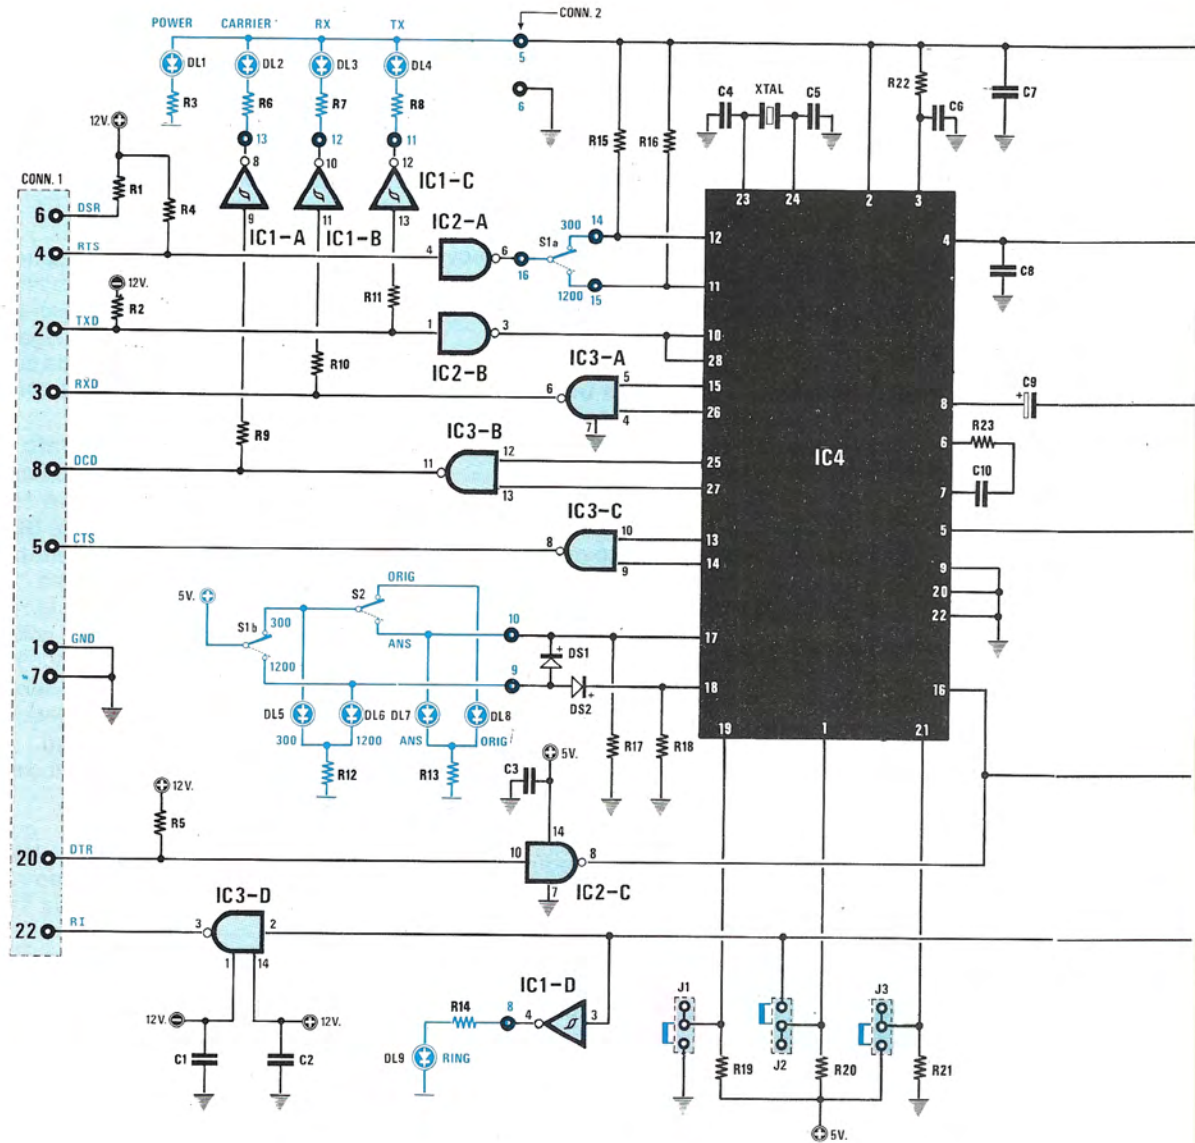 CONN. 2
POWER CARRIER RX TX
5
DL1 DL2 DL3 DL4
R3 R6 R7 R8
6
12V.
13 12 11
8 10 12
IC1-C
9 11 13
IC1-A IC1-B
CONN. 1
R1
R4
6 DSR
4 RTS
12V.
R2
2 TXD
3 RXD
8 DCD
5 CTS
1 GND
7
20 DTR
22 RI
R11
R10
R9
IC2-A
4 6
16
S1a
300 14
1200 15
1 3
IC2-B
IC3-A
6 5
7 4
IC3-B
11 12
13
IC3-C
8 10
9
R15 R16
C4 XTAL C5
R22
C6
C7
23 24 2 3
12
11
10
28
15
26
25
27
13
14
17
18
19 1 21
IC4
4
8
6
7
5
9
20
22
16
C8
C9
+
R23
C10
5V.
S1b
300
1200
S2
ORIG
ANS
10
9
DS1
+
DS2
+
DL5 DL6 DL7 DL8
300 1200 ANS ORIG
R12 R13
R17 R18
C3
5V.
12V.
R5
14
10 8
7
IC2-C
IC3-D
3 2
1 14
12V. 12V.
C1 C2
IC1-D
R14 8 4 3
DL9 RING
J1 J2 J3
R19 R20 R21
5V.